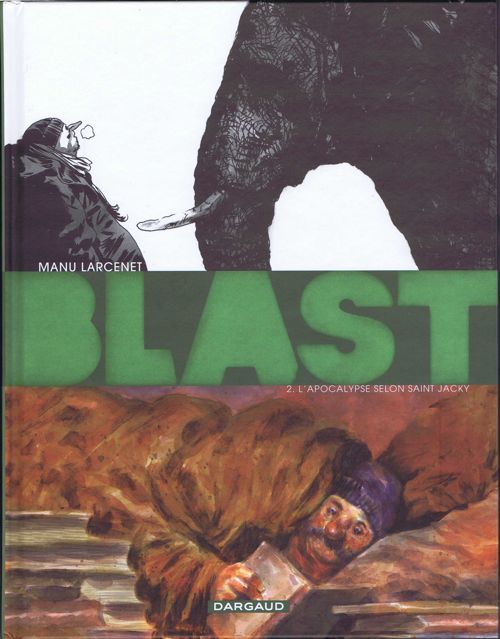 MANU LARCENET
BLAST
2. L'APOCALYPSE SELON SAINT JACKY
DARGAUD